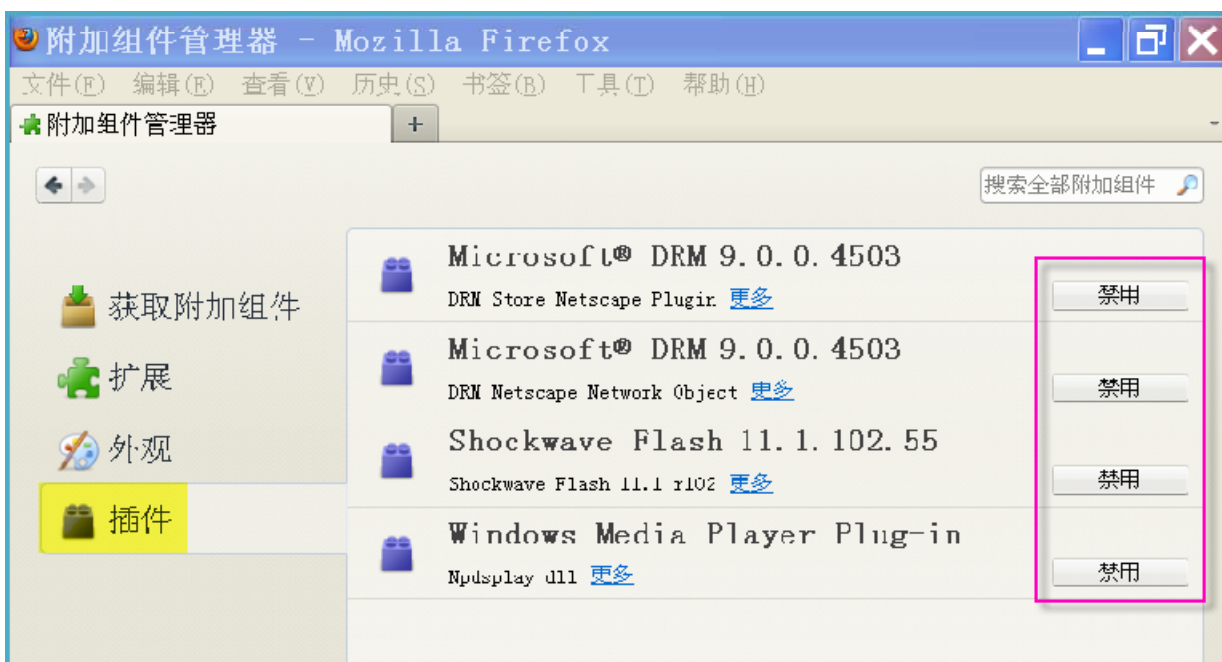 附加组件管理器 - Mozilla Firefox
文件(F) 编辑(E) 查看(V) 历史(S) 书签(B) 工具(T) 帮助(H)
附加组件管理器 +
搜索全部附加组件
获取附加组件
扩展
外观
插件
Microsoft® DRM 9.0.0.4503
DRM Store Netscape Plugin 更多
禁用
Microsoft® DRM 9.0.0.4503
DRM Netscape Network Object 更多
禁用
Shockwave Flash 11.1.102.55
Shockwave Flash 11.1 r102 更多
禁用
Windows Media Player Plug-in
Npdsplay dll 更多
禁用